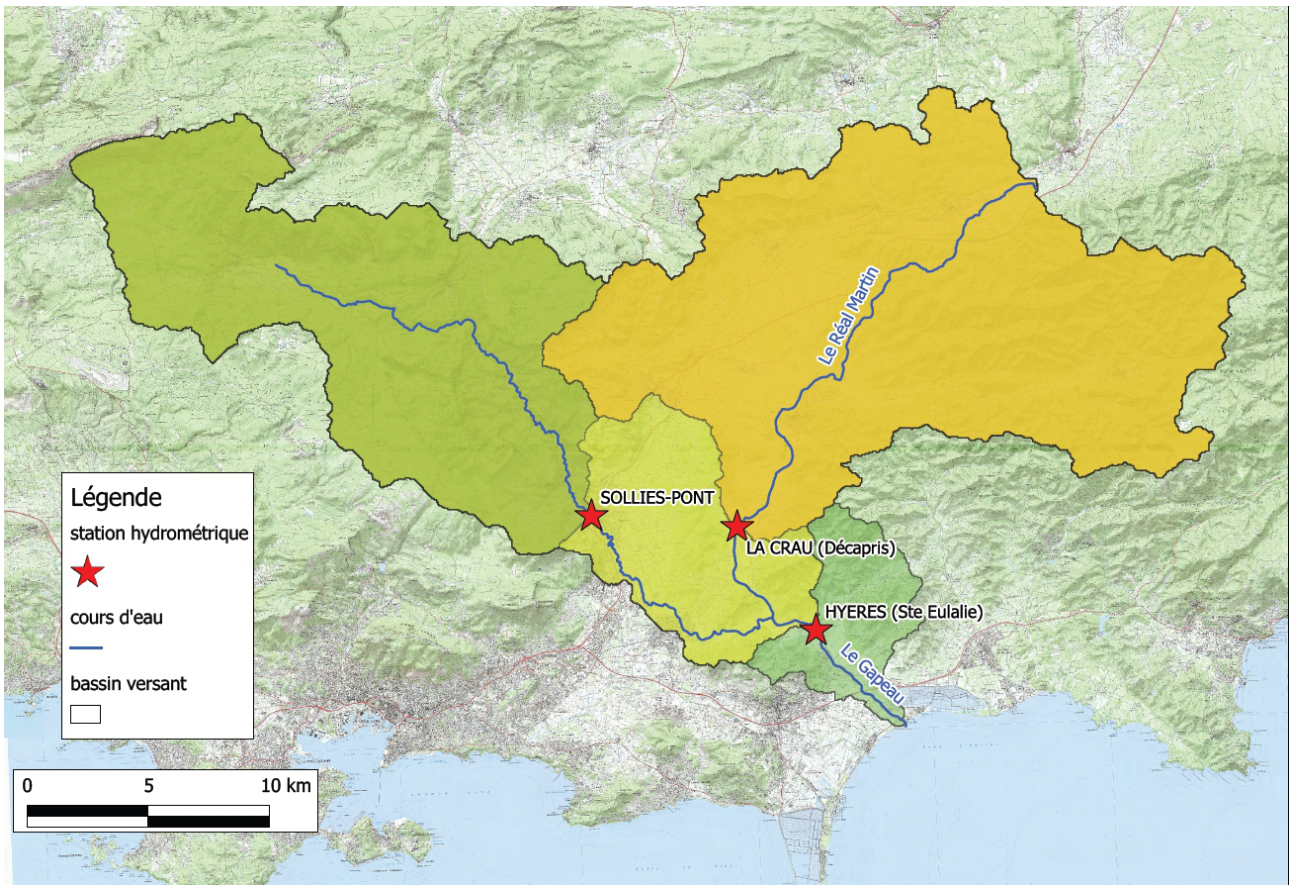 Le Réal Martin
SOLLIES-PONT
LA CRAU (Décapris)
HYERES (Ste Eulalie)
Le Gapeau
Légende
station hydrométrique
cours d'eau
bassin versant
0 5 10 km